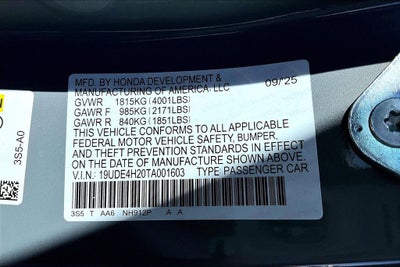 MFD. BY HONDA DEVELOPMENT & 09/25
MANUFACTURING OF AMERICA, LLC
GVWR 1815KG (4001LBS)
GAWR F 985KG (2171LBS)
GAWR R 840KG (1851LBS)
THIS VEHICLE CONFORMS TO ALL APPLICABLE
FEDERAL MOTOR VEHICLE SAFETY, BUMPER,
AND THEFT PREVENTION STANDARDS IN EFFECT
ON THE DATE OF MANUFACTURE SHOWN ABOVE.
V.I.N.: 19UDE4H20TA001603 TYPE PASSENGER CAR
3S5 T AA6 NH912P A A
3S5-A0